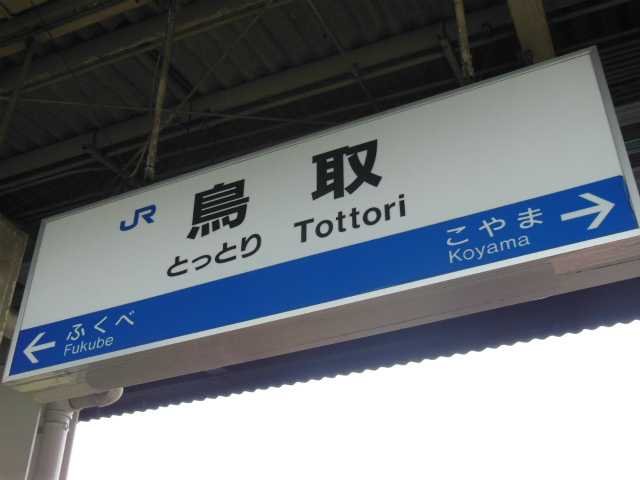 JR 鳥取
とっとり Tottori
こやま →
Koyama
← ふくべ
Fukube